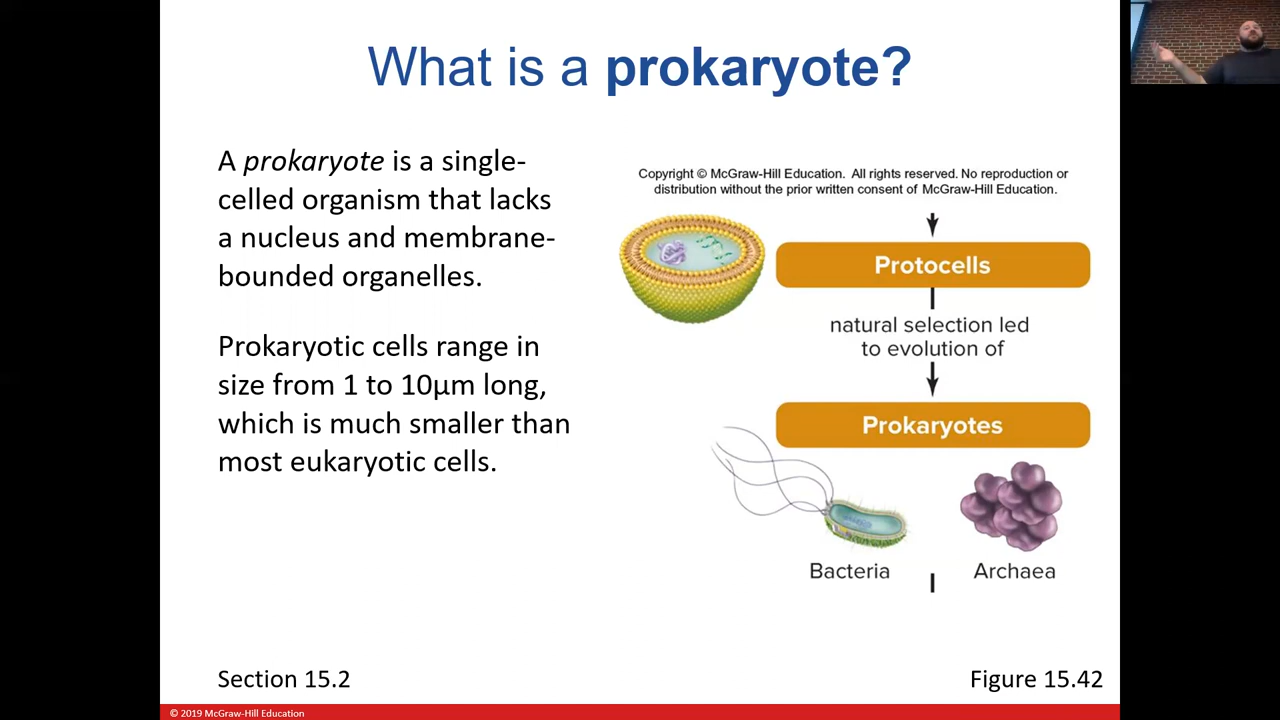 What is a prokaryote?
A prokaryote is a single-
celled organism that lacks
a nucleus and membrane-
bounded organelles.
Prokaryotic cells range in
size from 1 to 10µm long,
which is much smaller than
most eukaryotic cells.
Copyright © McGraw-Hill Education. All rights reserved. No reproduction or
distribution without the prior written consent of McGraw-Hill Education.
Protocells
natural selection led
to evolution of
Prokaryotes
Bacteria
Archaea
Section 15.2
Figure 15.42
© 2019 McGraw-Hill Education